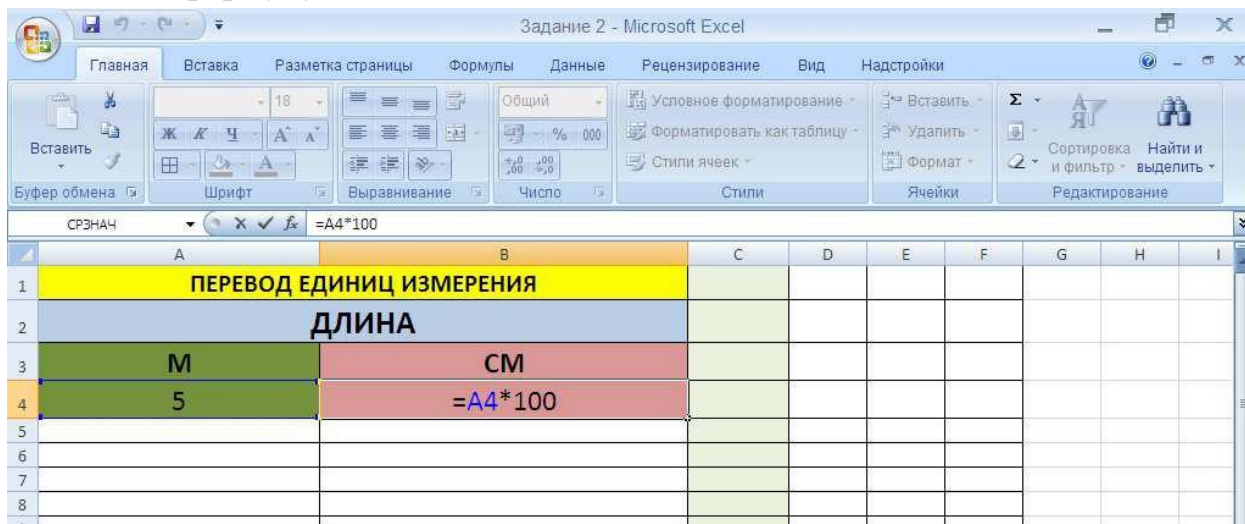 Задание 2 - Microsoft Excel
Главная Вставка Разметка страницы Формулы Данные Рецензирование Вид Надстройки
Вставить
18
Ж К Ч
Общий
% 000
Условное форматирование
Форматировать как таблицу
Стили ячеек
Вставить
Удалить
Формат
Σ
Сортировка и фильтр
Найти и выделить
Буфер обмена Шрифт Выравнивание Число Стили Ячейки Редактирование
СРЗНАЧ fx =A4*100
A B C D E F G H I
1 ПЕРЕВОД ЕДИНИЦ ИЗМЕРЕНИЯ
2 ДЛИНА
3 М СМ
4 5 =A4*100
5
6
7
8